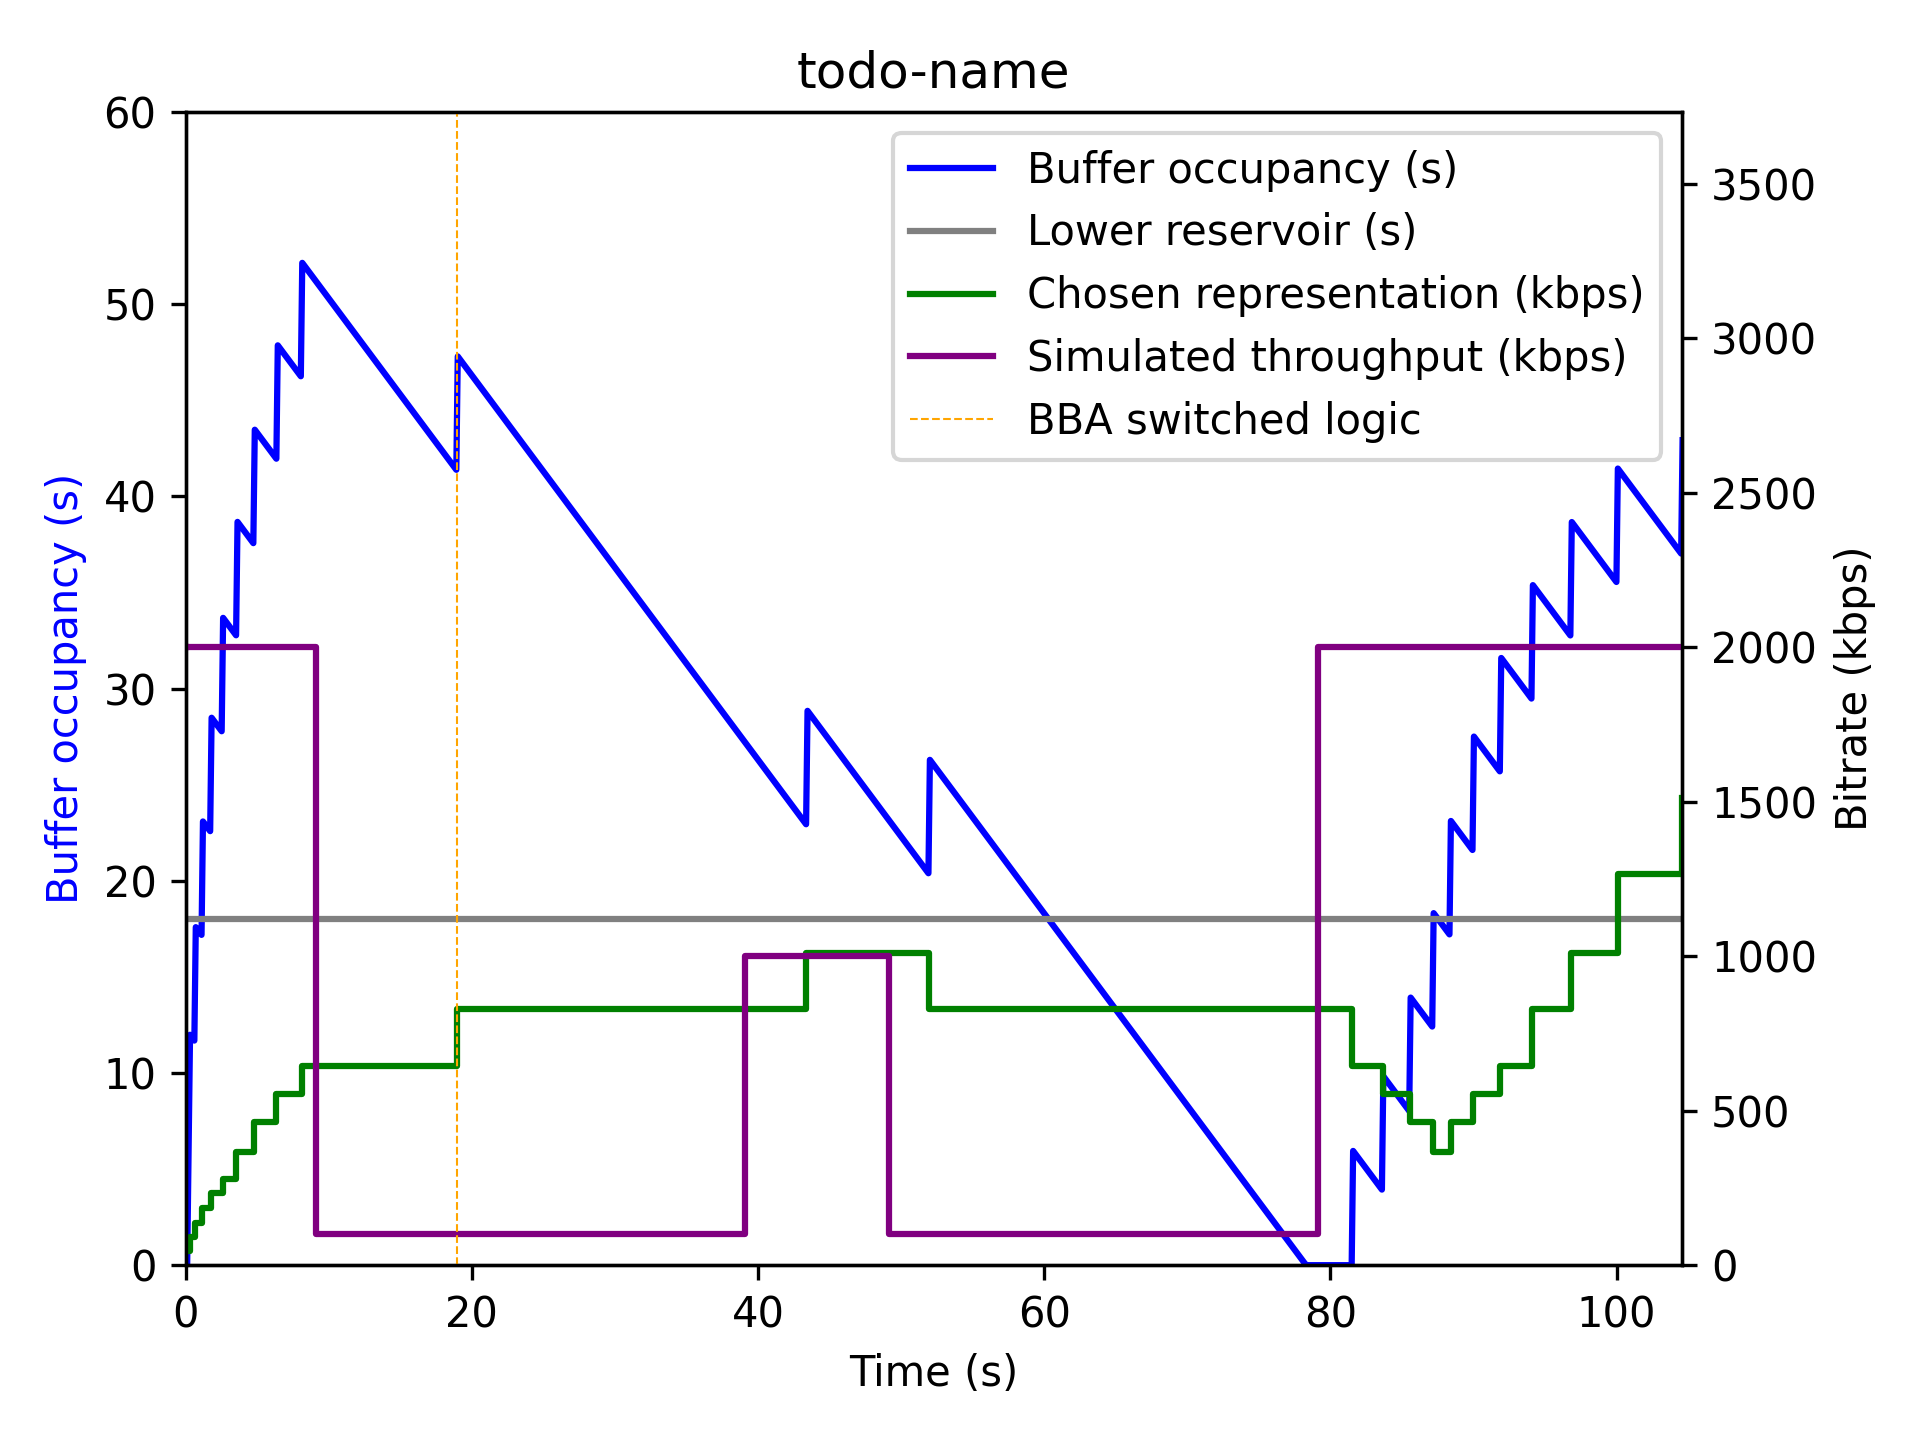 todo-name
60
50
40
30
20
10
0
Buffer occupancy (s)
Buffer occupancy (s)
Lower reservoir (s)
Chosen representation (kbps)
Simulated throughput (kbps)
BBA switched logic
3500
3000
2500
2000
1500
1000
500
0
Bitrate (kbps)
0 20 40 60 80 100
Time (s)